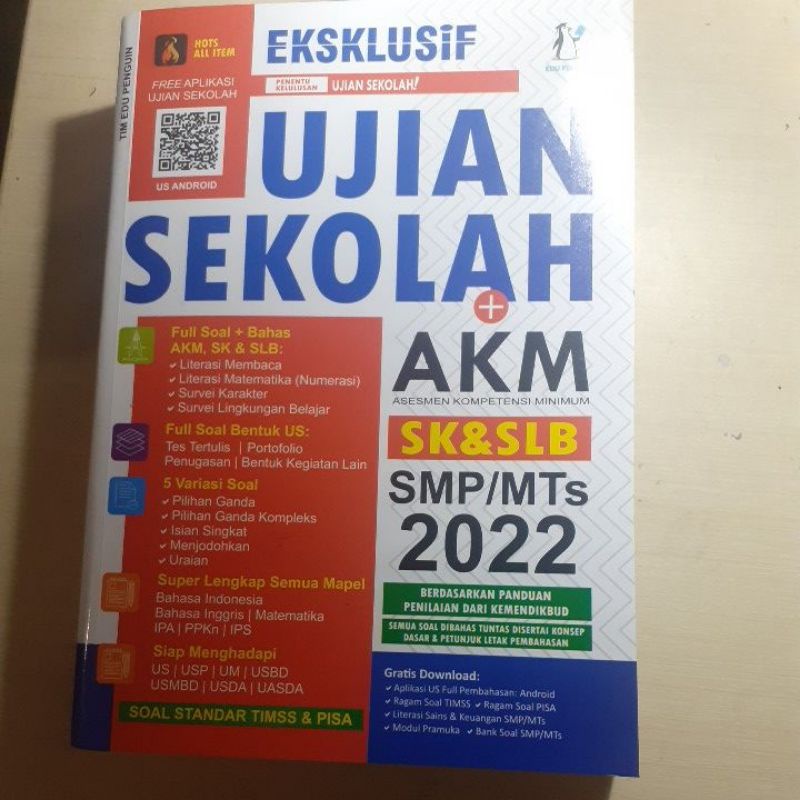 TIM EDU PENGUIN
HOTS
ALL ITEM
FREE APLIKASI
UJIAN SEKOLAH
US ANDROID
EKSKLUSiF
PENENTU
KELULUSAN
UJIAN SEKOLAH!
EDU
UJIAN
SEKOLAH
+
AKM
ASESMEN KOMPETENSI MINIMUM
SK&SLB
SMP/MTs
2022
BERDASARKAN PANDUAN
PENILAIAN DARI KEMENDIKBUD
SEMUA SOAL DIBAHAS TUNTAS DISERTAI KONSEP
DASAR & PETUNJUK LETAK PEMBAHASAN
Full Soal + Bahas
AKM, SK & SLB:
✓ Literasi Membaca
✓ Literasi Matematika (Numerasi)
✓ Survei Karakter
✓ Survei Lingkungan Belajar
Full Soal Bentuk US:
Tes Tertulis | Portofolio
Penugasan | Bentuk Kegiatan Lain
5 Variasi Soal
✓ Pilihan Ganda
✓ Pilihan Ganda Kompleks
✓ Isian Singkat
✓ Menjodohkan
✓ Uraian
Super Lengkap Semua Mapel
Bahasa Indonesia
Bahasa Inggris | Matematika
IPA | PPKn | IPS
Siap Menghadapi
US | USP | UM | USBD
USMBD | USDA | UASDA
SOAL STANDAR TIMSS & PISA
Gratis Download:
✓ Aplikasi US Full Pembahasan: Android
✓ Ragam Soal TIMSS ✓ Ragam Soal PISA
✓ Literasi Sains & Keuangan SMP/MTs
✓ Modul Pramuka ✓ Bank Soal SMP/MTs